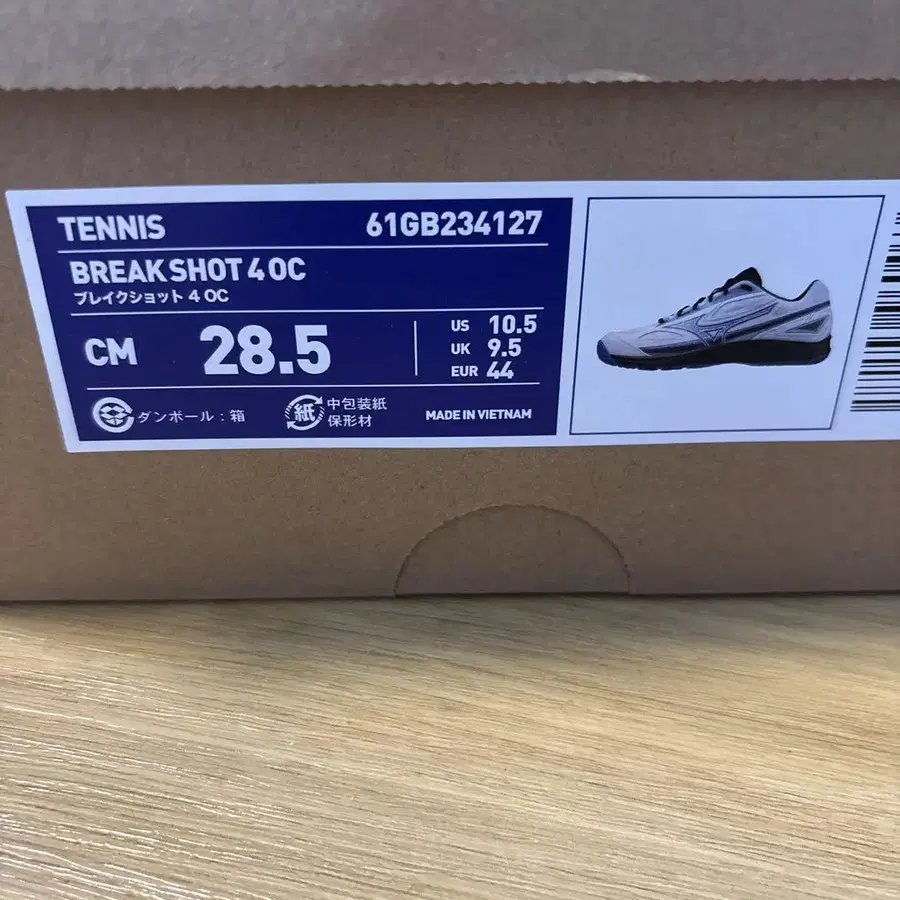 TENNIS 61GB234127
BREAK SHOT 4 OC
ブレイクショット 4 OC
CM 28.5
US 10.5
UK 9.5
EUR 44
ダンボール：箱
紙 中包装紙
保形材
MADE IN VIETNAM